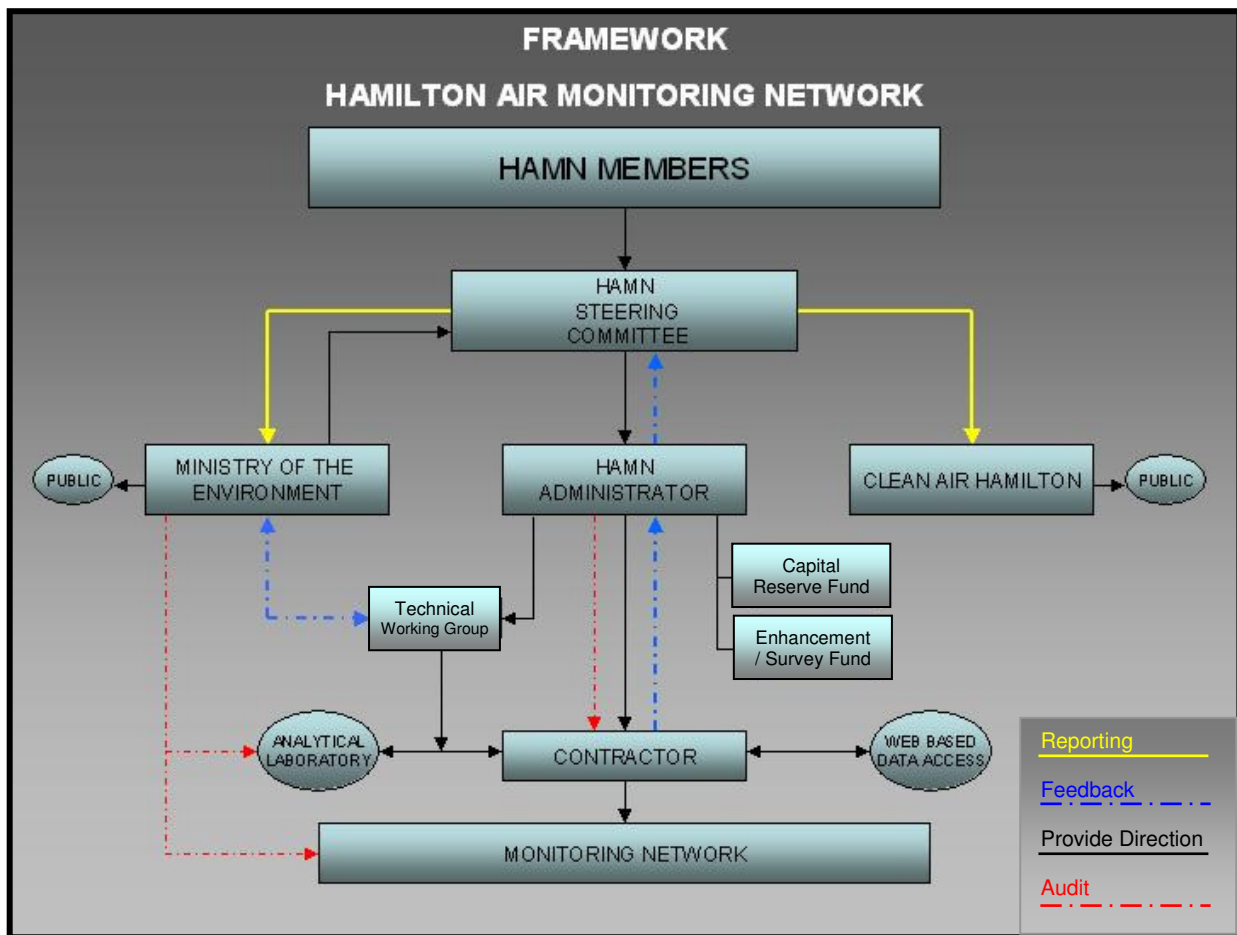 FRAMEWORK
HAMILTON AIR MONITORING NETWORK
HAMN MEMBERS
HAMN
STEERING
COMMITTEE
PUBLIC
MINISTRY OF THE
ENVIRONMENT
HAMN
ADMINISTRATOR
CLEAN AIR HAMILTON
PUBLIC
Capital
Reserve Fund
Technical
Working Group
Enhancement
/ Survey Fund
ANALYTICAL
LABORATORY
CONTRACTOR
WEB BASED
DATA ACCESS
MONITORING NETWORK
Reporting
Feedback
Provide Direction
Audit